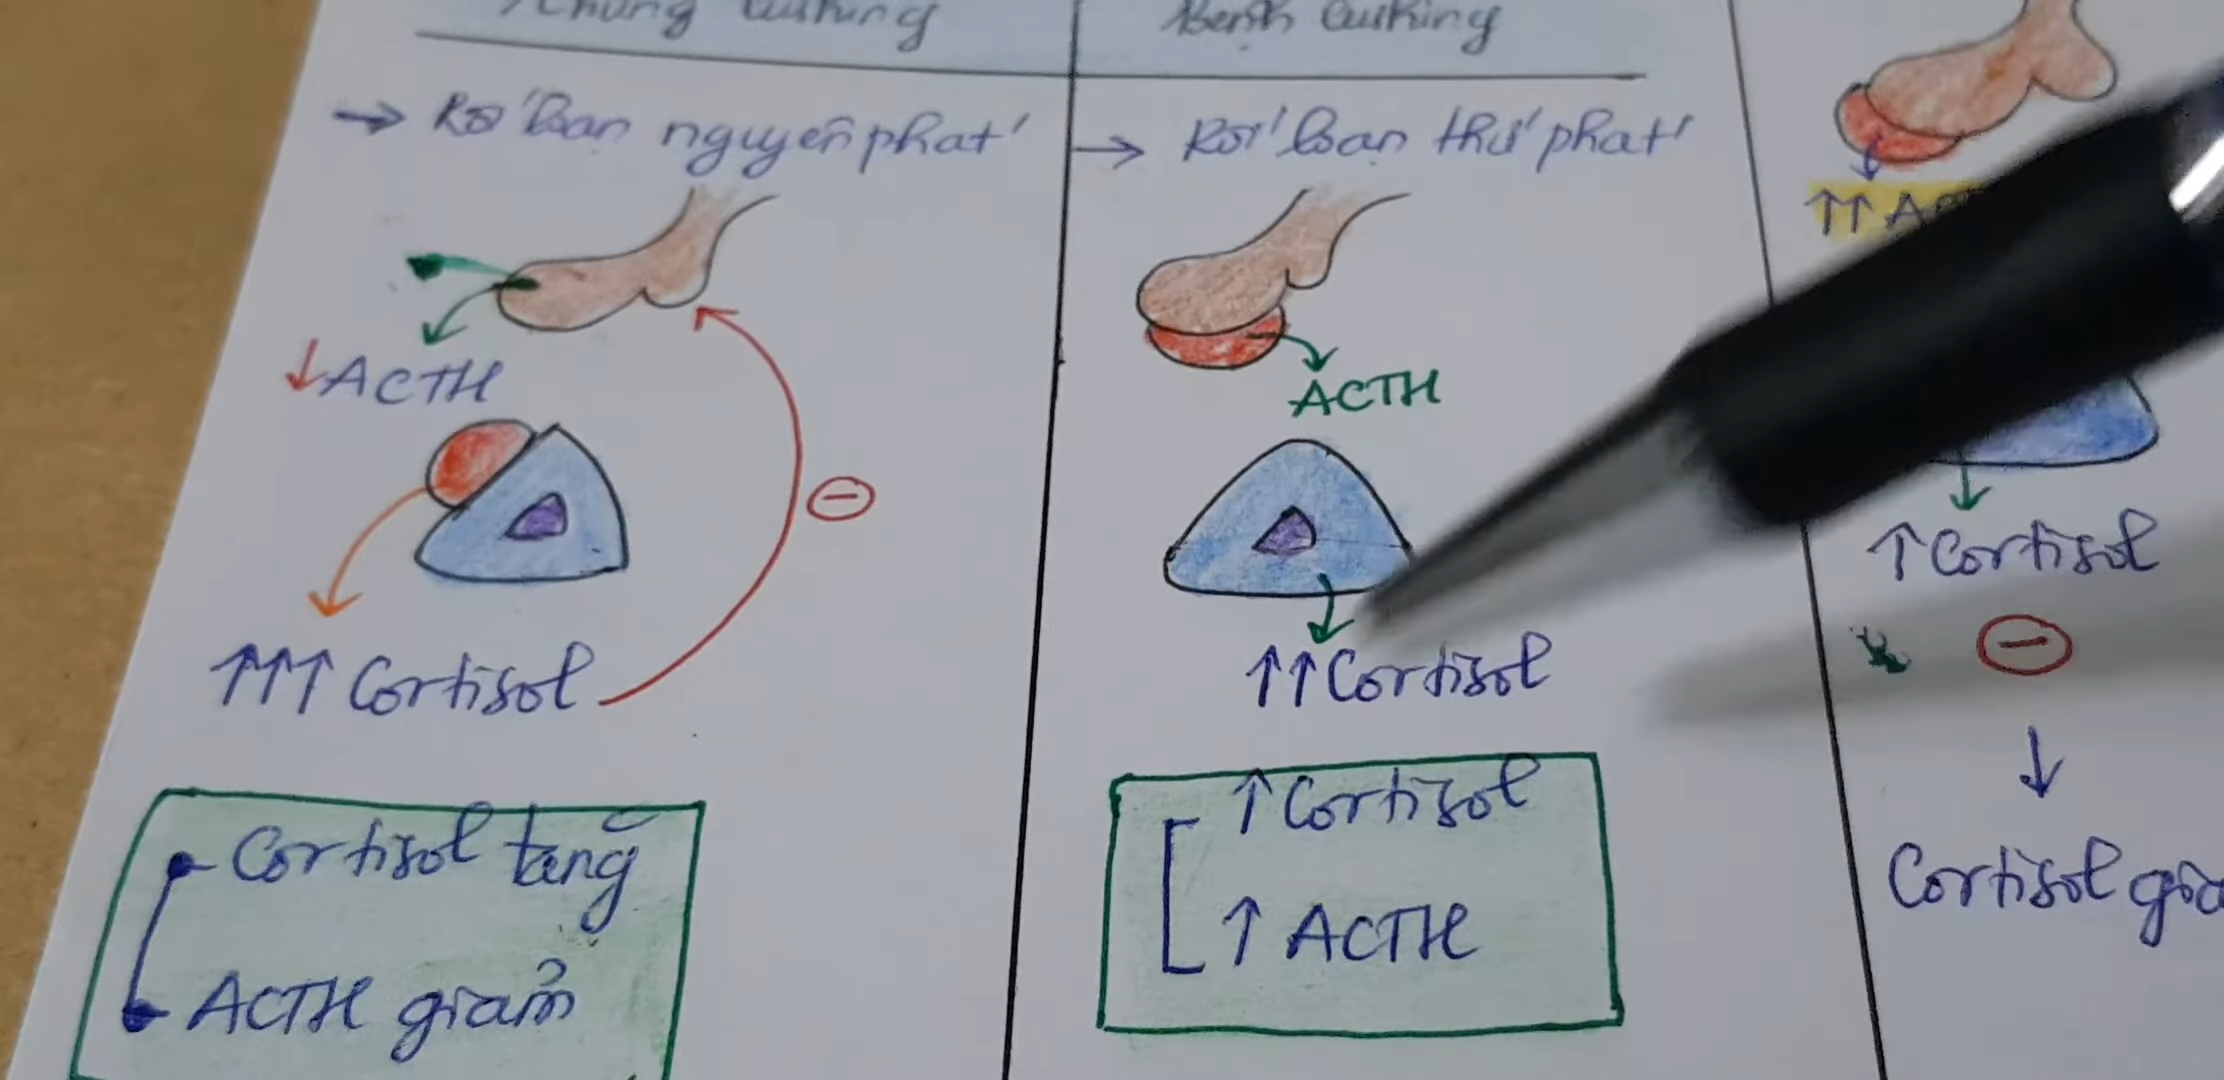 Chứng Cushing
Bệnh Cushing
→ Rối loạn nguyên phát
→ Rối loạn thứ phát
↓ACTH
ACTH
↑↑
↑↑↑ Cortisol
⊖
↑↑Cortisol
↑Cortisol
⊖
↓
Cortisol tăng
ACTH giảm
↑Cortisol
↑ ACTH
Cortisol